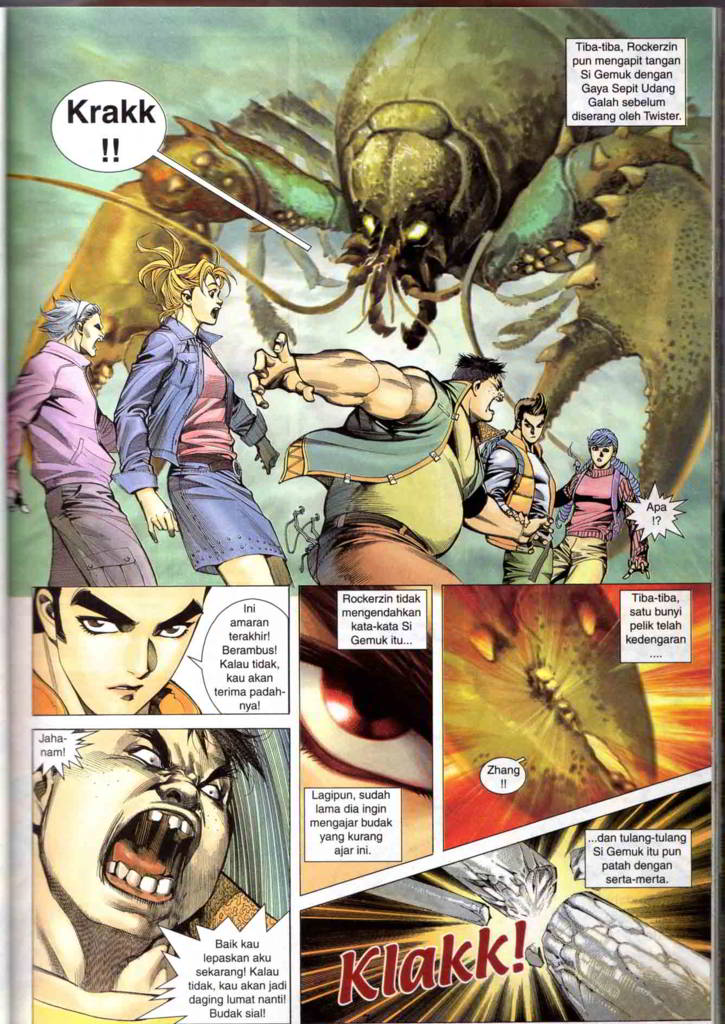 Tiba-tiba, Rockerzin
pun mengapit tangan
Si Gemuk dengan
Gaya Sepit Udang
Galah sebelum
diserang oleh Twister.
Krakk
!!
Apa
!?
Ini
amaran
terakhir!
Berambus!
Kalau tidak,
kau akan
terima padah-
nya!
Rockerzin tidak
mengendahkan
kata-kata Si
Gemuk itu...
Lagipun, sudah
lama dia ingin
mengajar budak
yang kurang
ajar ini.
Tiba-tiba,
satu bunyi
pelik telah
kedengaran
....
Zhang
!!
Jaha-
nam!
Baik kau
lepaskan aku
sekarang! Kalau
tidak, kau akan jadi
daging lumat nanti!
Budak sial!
...dan tulang-tulang
Si Gemuk itu pun
patah dengan
serta-merta.
Klakk!